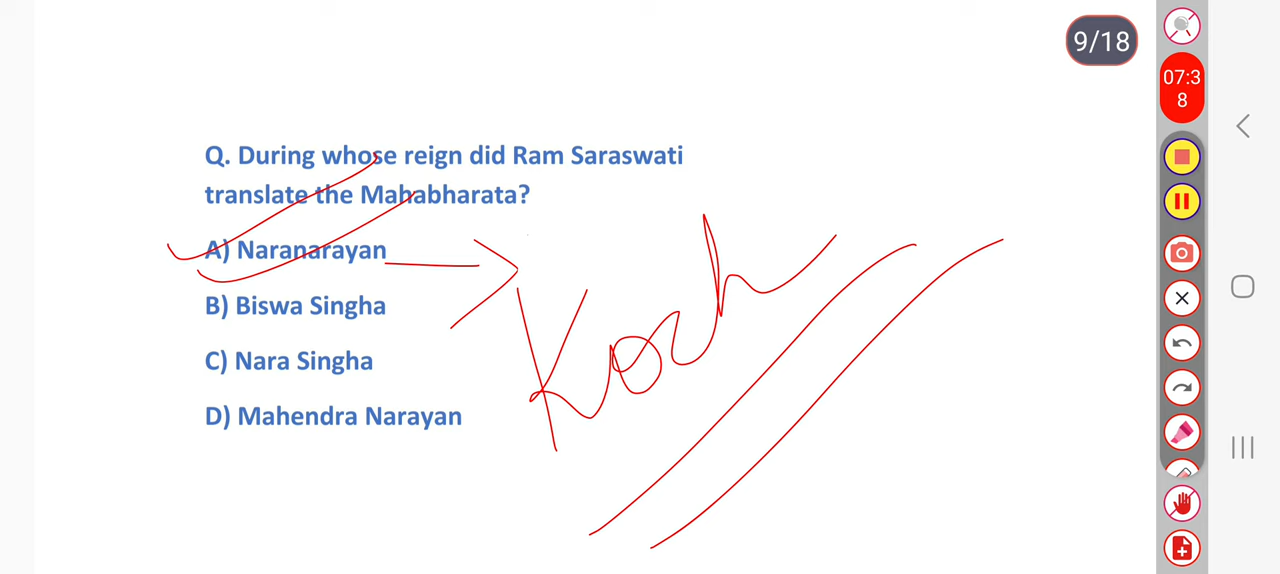 9/18
07:3
8
Q. During whose reign did Ram Saraswati
translate the Mahabharata?
A) Naranarayan
Koch
B) Biswa Singha
C) Nara Singha
D) Mahendra Narayan